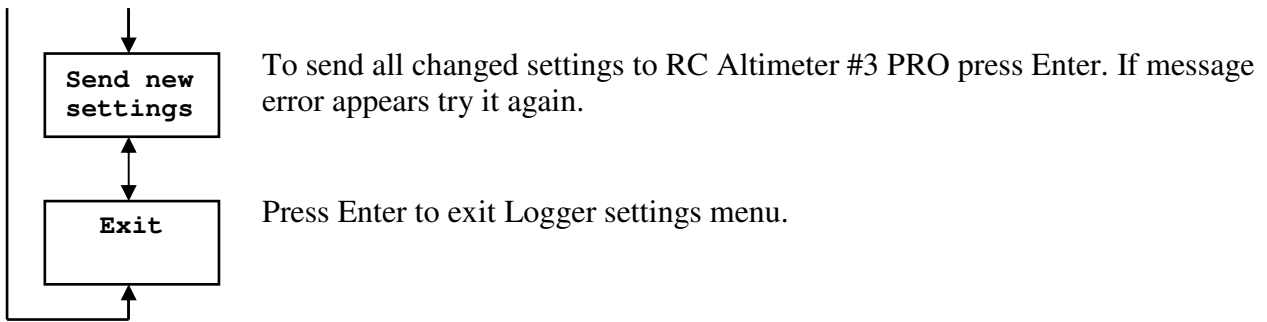 Send new
settings
To send all changed settings to RC Altimeter #3 PRO press Enter. If message
error appears try it again.
Exit
Press Enter to exit Logger settings menu.